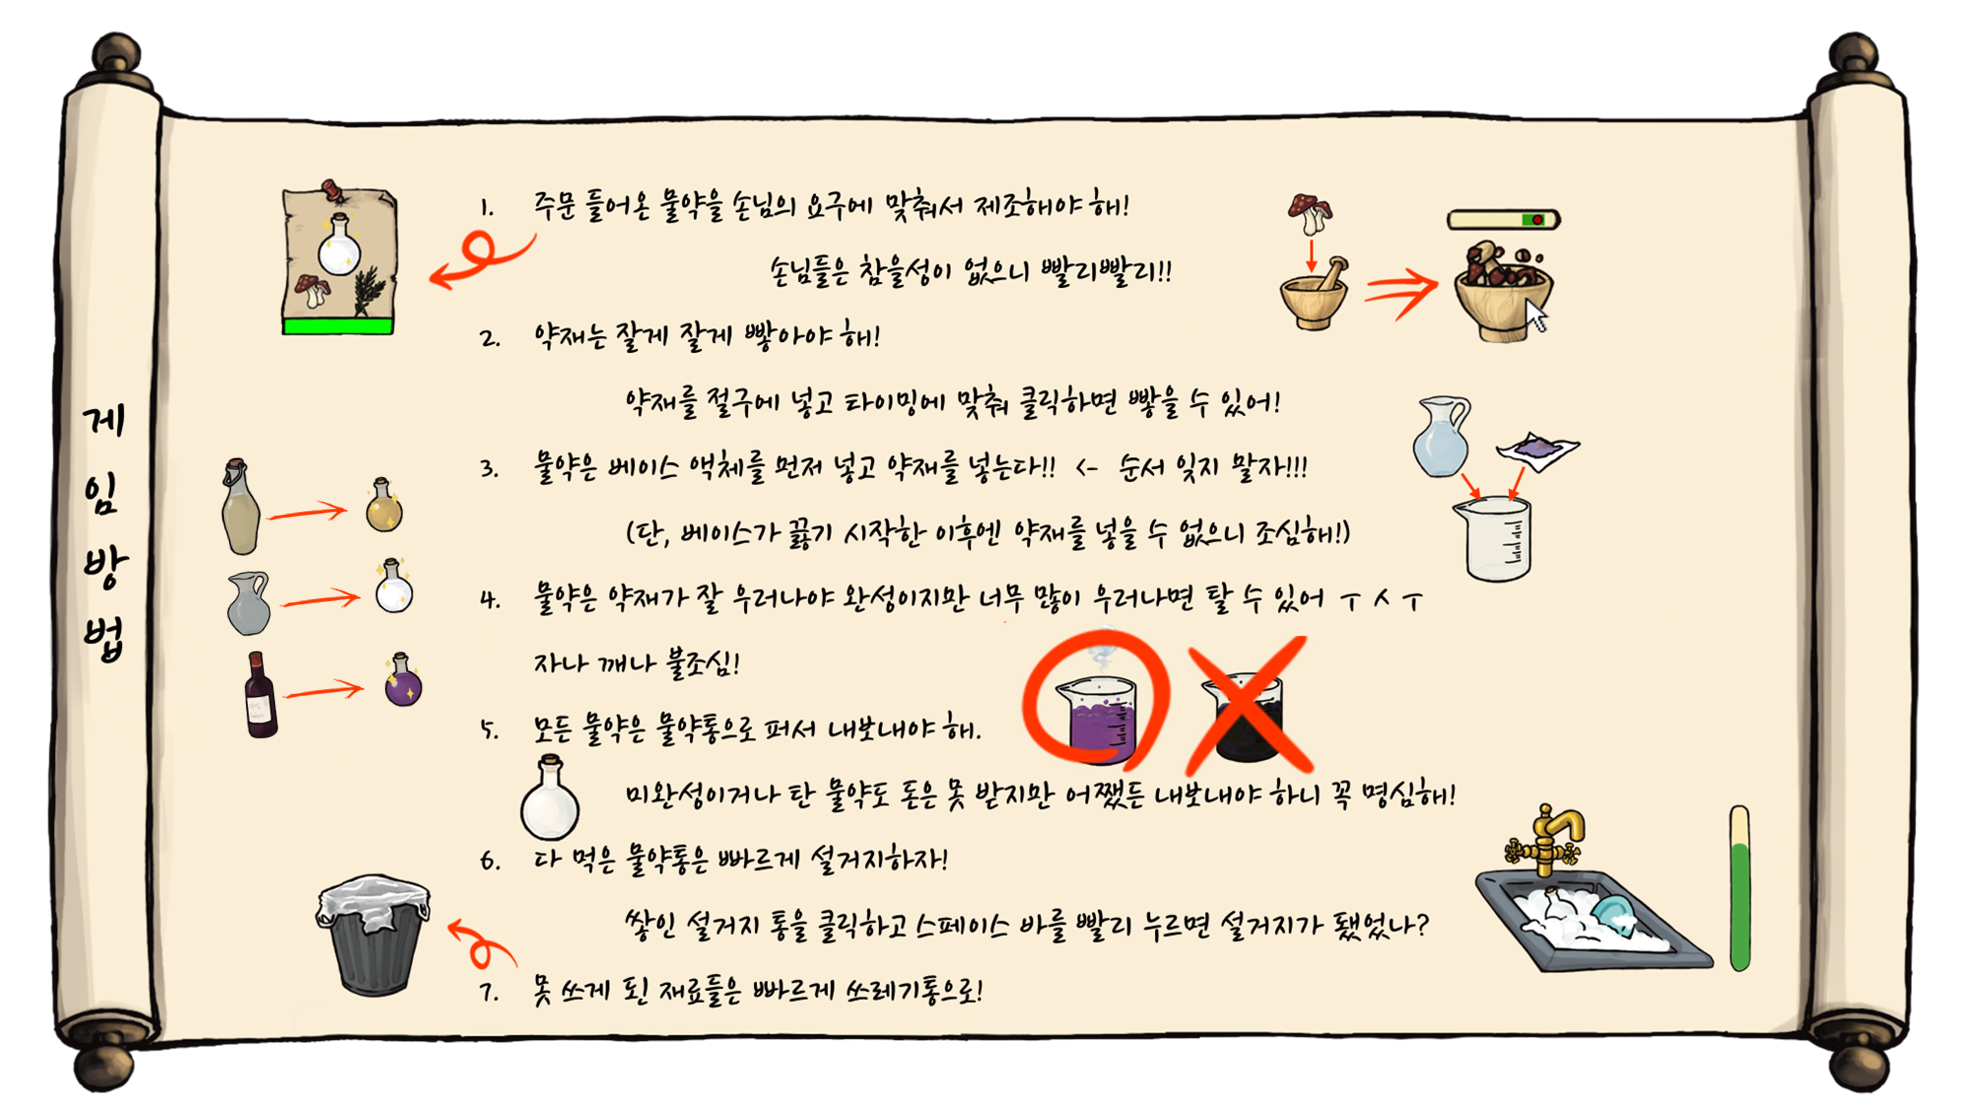 게임방법
1. 주문 들어온 물약을 손님의 요구에 맞춰서 제조해야 해!
손님들은 참을성이 없으니 빨리빨리!!
2. 약재는 잘게 잘게 빻아야 해!
약재를 절구에 넣고 타이밍에 맞춰 클릭하면 빻을 수 있어!
3. 물약은 베이스 액체를 먼저 넣고 약재를 넣는다!! <- 순서 잊지 말자!!!
(단, 베이스가 끓기 시작한 이후엔 약재를 넣을 수 없으니 조심해!)
4. 물약은 약재가 잘 우러나야 완성이지만 너무 많이 우러나면 탈 수 있어 ㅜㅅㅜ
자나 깨나 불조심!
5. 모든 물약은 물약통으로 퍼서 내보내야 해.
미완성이거나 탄 물약도 돈은 못 받지만 어쨌든 내보내야 하니 꼭 명심해!
6. 다 먹은 물약통은 빠르게 설거지하자!
쌓인 설거지 통을 클릭하고 스페이스 바를 빨리 누르면 설거지가 됐었나?
7. 못 쓰게 된 재료들은 빠르게 쓰레기통으로!